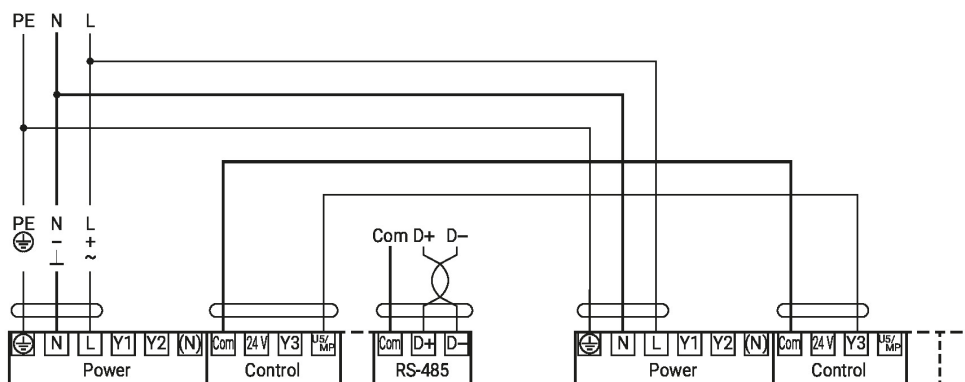 PE N L
PE N L
– +
⊥ ~
Com D+ D–
N L Y1 Y2 (N) Com 24 V Y3 U5/MP Com D+ D– N L Y1 Y2 (N) Com 24 V Y3 U5/MP
Power Control RS-485 Power Control